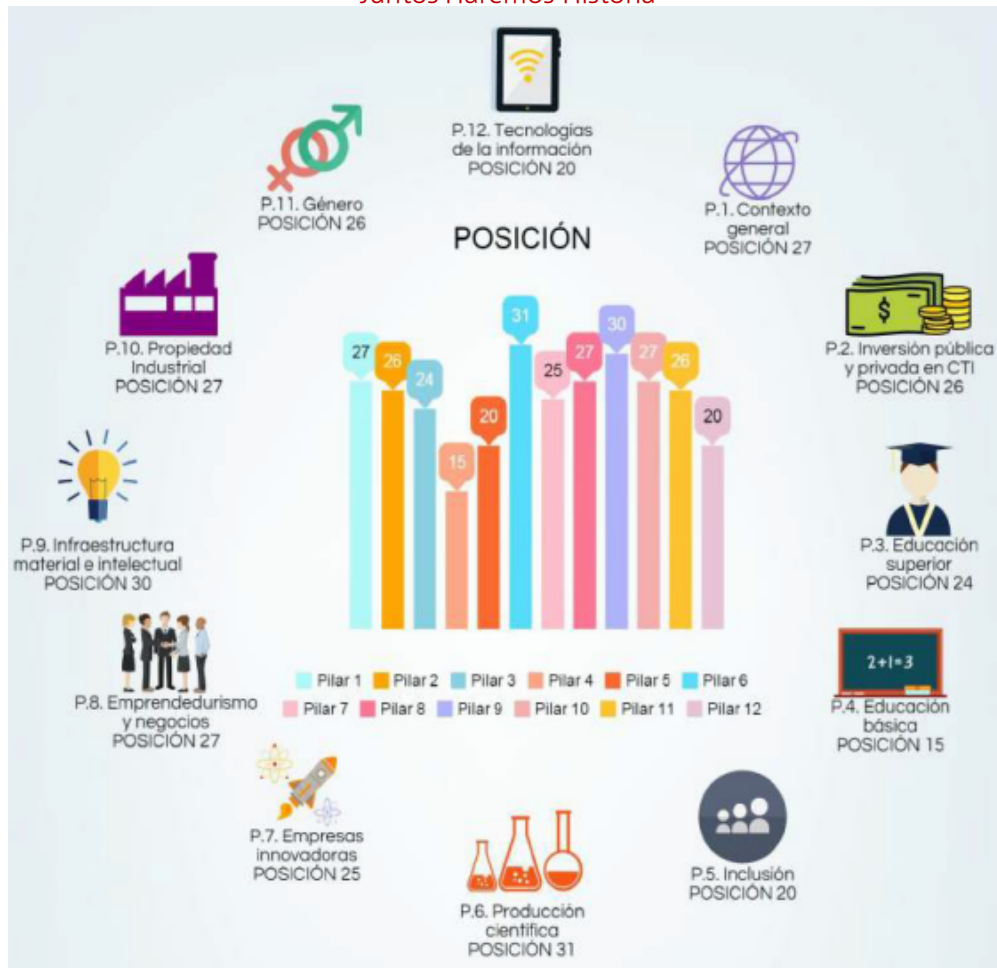 Juntos Haremos Historia
P.12. Tecnologías
de la información
POSICIÓN 20
P.11. Género
POSICIÓN 26
P.1. Contexto
general
POSICIÓN 27
POSICIÓN
P.10. Propiedad
Industrial
POSICIÓN 27
P.2. Inversión pública
y privada en CTI
POSICIÓN 26
27
26
24
15
20
31
25
27
30
27
26
20
P.9. Infraestructura
material e intelectual
POSICIÓN 30
P.3. Educación
superior
POSICIÓN 24
2+1=3
P.8. Emprendedurismo
y negocios
POSICIÓN 27
P.4. Educación
básica
POSICIÓN 15
Pilar 1 Pilar 2 Pilar 3 Pilar 4 Pilar 5 Pilar 6
Pilar 7 Pilar 8 Pilar 9 Pilar 10 Pilar 11 Pilar 12
P.7. Empresas
innovadoras
POSICIÓN 25
P.5. Inclusión
POSICIÓN 20
P.6. Producción
científica
POSICIÓN 31